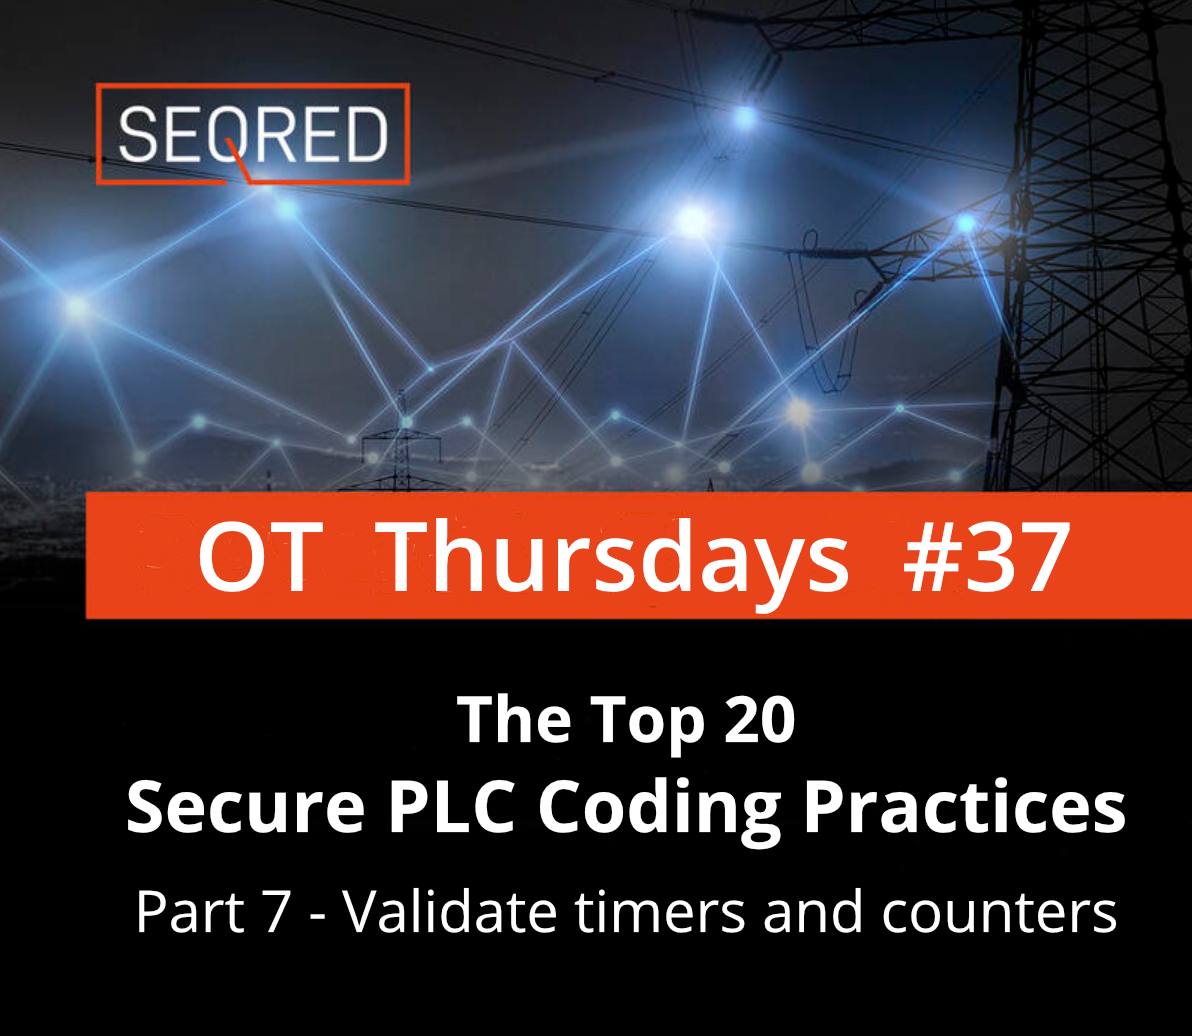 SEQRED
OT Thursdays #37
The Top 20
Secure PLC Coding Practices
Part 7 - Validate timers and counters